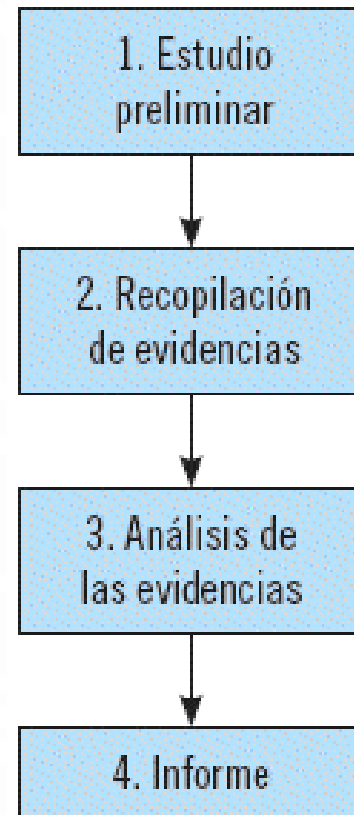 1. Estudio
preliminar
2. Recopilación
de evidencias
3. Análisis de
las evidencias
4. Informe